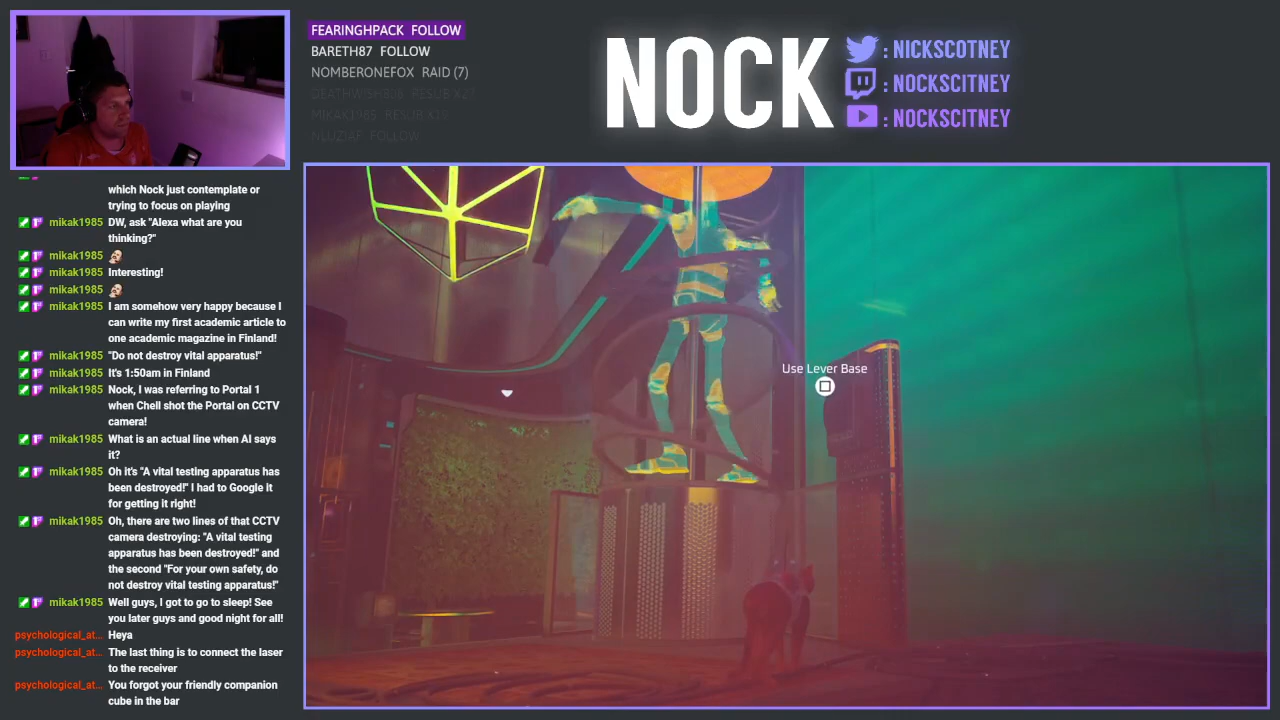 FEARINGHPACK FOLLOW
BARETH87 FOLLOW
NOMBERONEFOX RAID (7)
MIKAK1985 RESUB X17
NLUZIAF FOLLOW
NOCK
: NICKSCOTNEY
: NOCKSCITNEY
: NOCKSCITNEY
which Nock just contemplate or
trying to focus on playing
mikak1985 DW, ask "Alexa what are you
thinking?"
mikak1985
mikak1985 Interesting!
mikak1985
mikak1985 I am somehow very happy because I
can write my first academic article to
one academic magazine in Finland!
mikak1985 "Do not destroy vital apparatus!"
mikak1985 It's 1:50am in Finland
mikak1985 Nock, I was referring to Portal 1
when Chell shot the Portal on CCTV
camera!
mikak1985 What is an actual line when AI says
it?
mikak1985 Oh it's "A vital testing apparatus has
been destroyed!" I had to Google it
for getting it right!
mikak1985 Oh, there are two lines of that CCTV
camera destroying: "A vital testing
apparatus has been destroyed!" and
the second "For your own safety, do
not destroy vital testing apparatus!"
mikak1985 Well guys, I got to go to sleep! See
you later guys and good night for all!
psychological_at... Heya
psychological_at... The last thing is to connect the laser
to the receiver
psychological_at... You forgot your friendly companion
cube in the bar
Use Lever Base